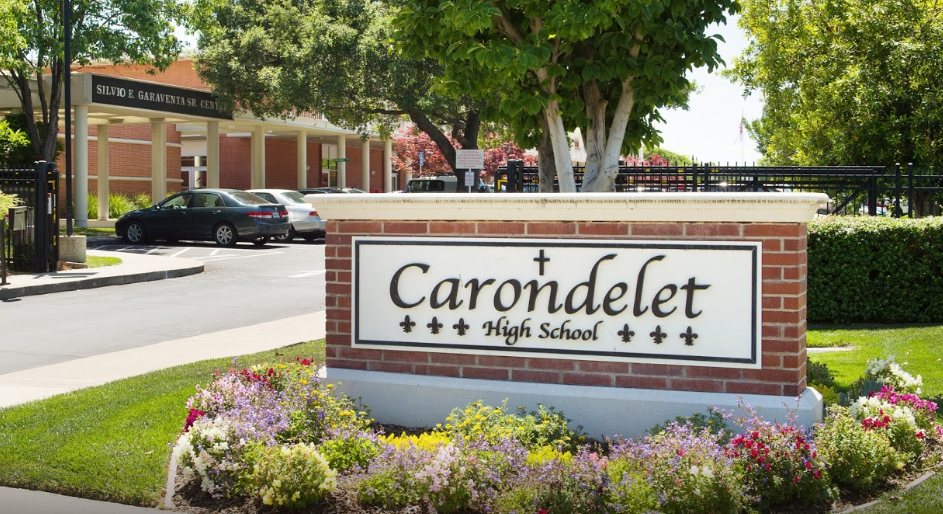 SILVIO E. GARAVENTA SR. CENTER
Carondelet
High School